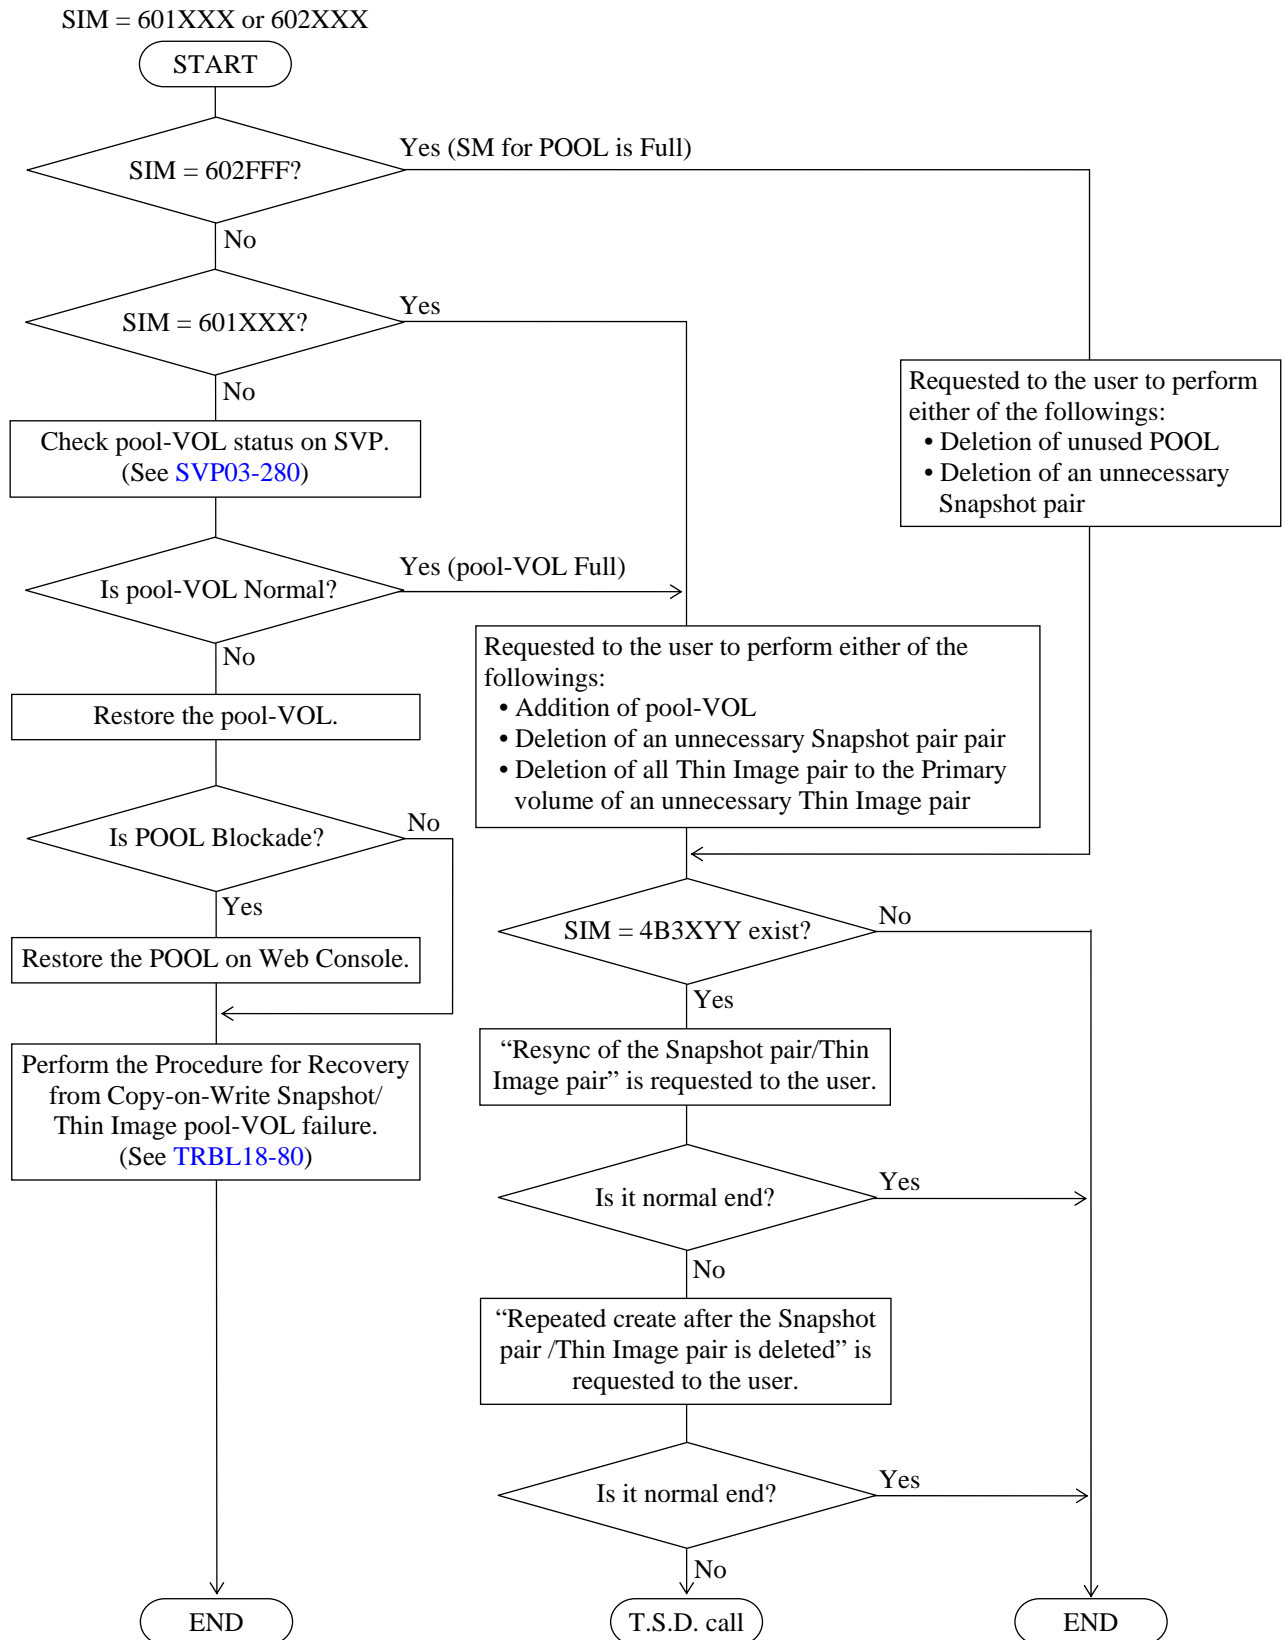 SIM = 601XXX or 602XXX
START
SIM = 602FFF?
Yes (SM for POOL is Full)
No
SIM = 601XXX?
Yes
No
Check pool-VOL status on SVP.
(See SVP03-280)
Requested to the user to perform
either of the followings:
• Deletion of unused POOL
• Deletion of an unnecessary
Snapshot pair
Is pool-VOL Normal?
Yes (pool-VOL Full)
No
Requested to the user to perform either of the
followings:
• Addition of pool-VOL
• Deletion of an unnecessary Snapshot pair pair
• Deletion of all Thin Image pair to the Primary
volume of an unnecessary Thin Image pair
Restore the pool-VOL.
Is POOL Blockade?
No
Yes
Restore the POOL on Web Console.
Perform the Procedure for Recovery
from Copy-on-Write Snapshot/
Thin Image pool-VOL failure.
(See TRBL18-80)
SIM = 4B3XYY exist?
No
Yes
“Resync of the Snapshot pair/Thin
Image pair” is requested to the user.
Is it normal end?
Yes
No
“Repeated create after the Snapshot
pair /Thin Image pair is deleted” is
requested to the user.
Is it normal end?
Yes
No
END
T.S.D. call
END